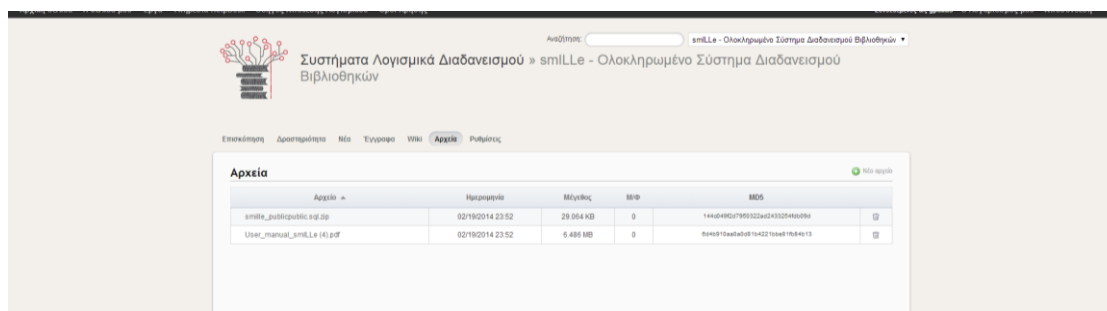 Αναζήτηση:
smILLe - Ολοκληρωμένο Σύστημα Διαδανεισμού Βιβλιοθηκών
Συστήματα Λογισμικά Διαδανεισμού » smILLe - Ολοκληρωμένο Σύστημα Διαδανεισμού
Βιβλιοθηκών
Επισκόπηση Δραστηριότητα Νέα Έγγραφα Wiki Αρχεία Ρυθμίσεις
Αρχεία
Νέο αρχείο
Αρχείο Ημερομηνία Μέγεθος Μ/Φ MD5
smille_publicpublic.sql.zip 02/19/2014 23:52 29.064 KB 0
User_manual_smILLe (4).pdf 02/19/2014 23:52 6.486 MB 0